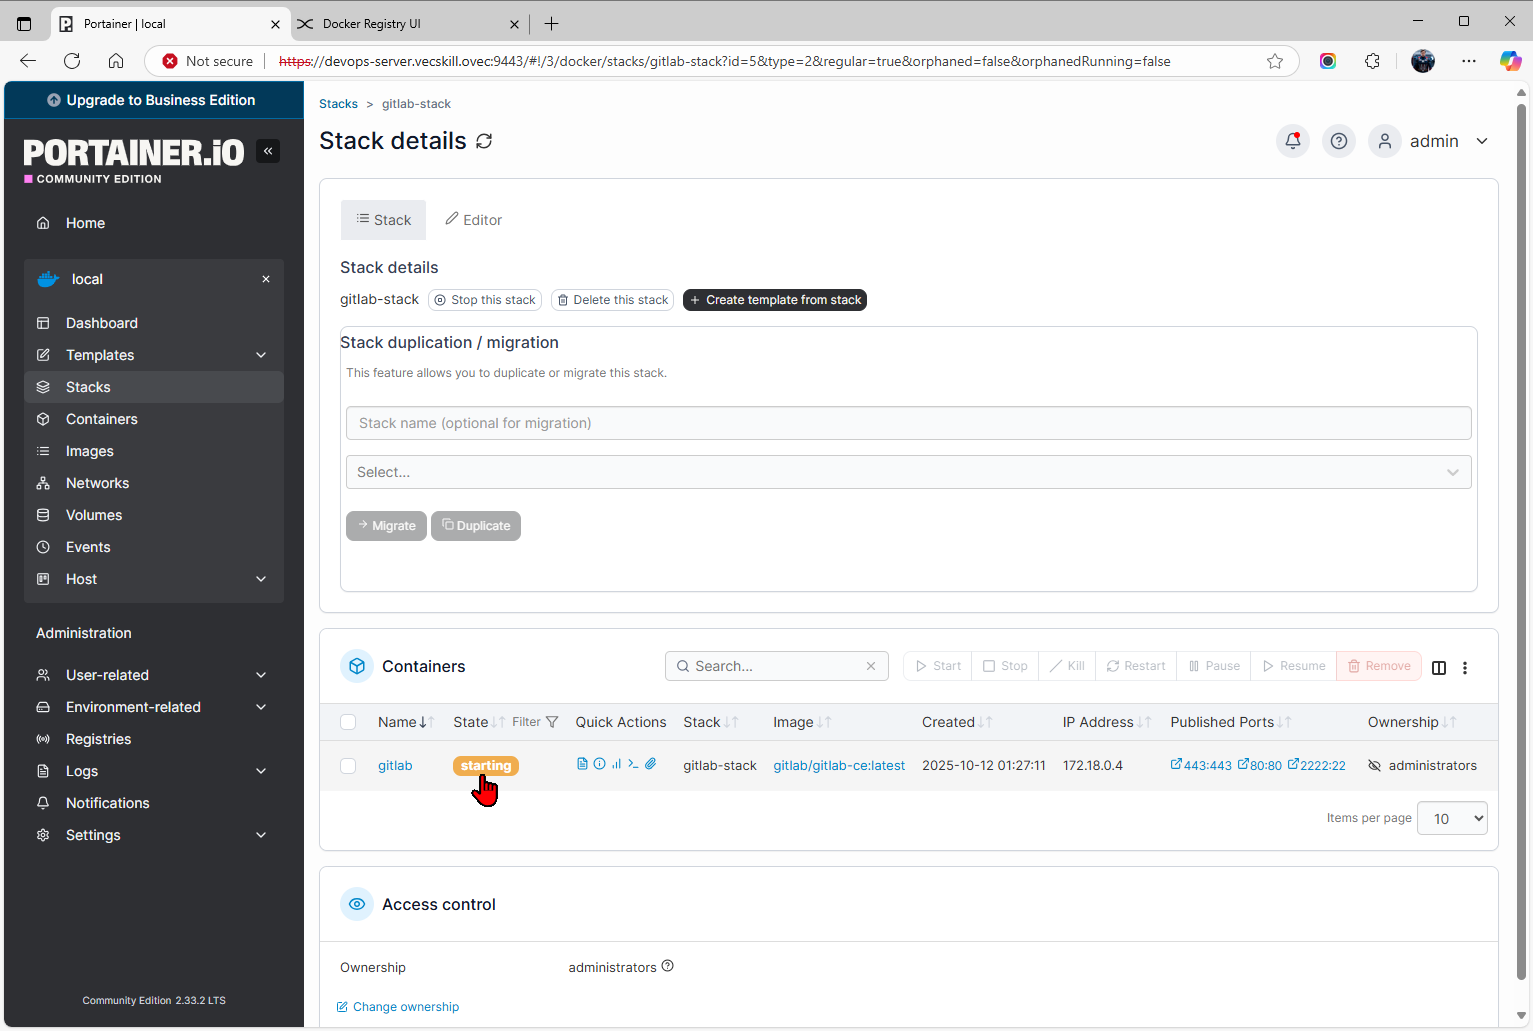 Portainer | local
Docker Registry UI
Not secure
https://devops-server.vecskill.ovec:9443/#!/3/docker/stacks/gitlab-stack?id=5&type=2&regular=true&orphaned=false&orphanedRunning=false
Upgrade to Business Edition
PORTAINER.iO
COMMUNITY EDITION
Home
local
Dashboard
Templates
Stacks
Containers
Images
Networks
Volumes
Events
Host
Administration
User-related
Environment-related
Registries
Logs
Notifications
Settings
Community Edition 2.33.2 LTS
Stacks > gitlab-stack
Stack details
admin
Stack Editor
Stack details
gitlab-stack Stop this stack Delete this stack + Create template from stack
Stack duplication / migration
This feature allows you to duplicate or migrate this stack.
Stack name (optional for migration)
Select...
Migrate Duplicate
Containers Search... Start Stop Kill Restart Pause Resume Remove
Name State Filter Quick Actions Stack Image Created IP Address Published Ports Ownership
gitlab starting gitlab-stack gitlab/gitlab-ce:latest 2025-10-12 01:27:11 172.18.0.4 443:443 80:80 2222:22 administrators
Items per page 10
Access control
Ownership administrators
Change ownership